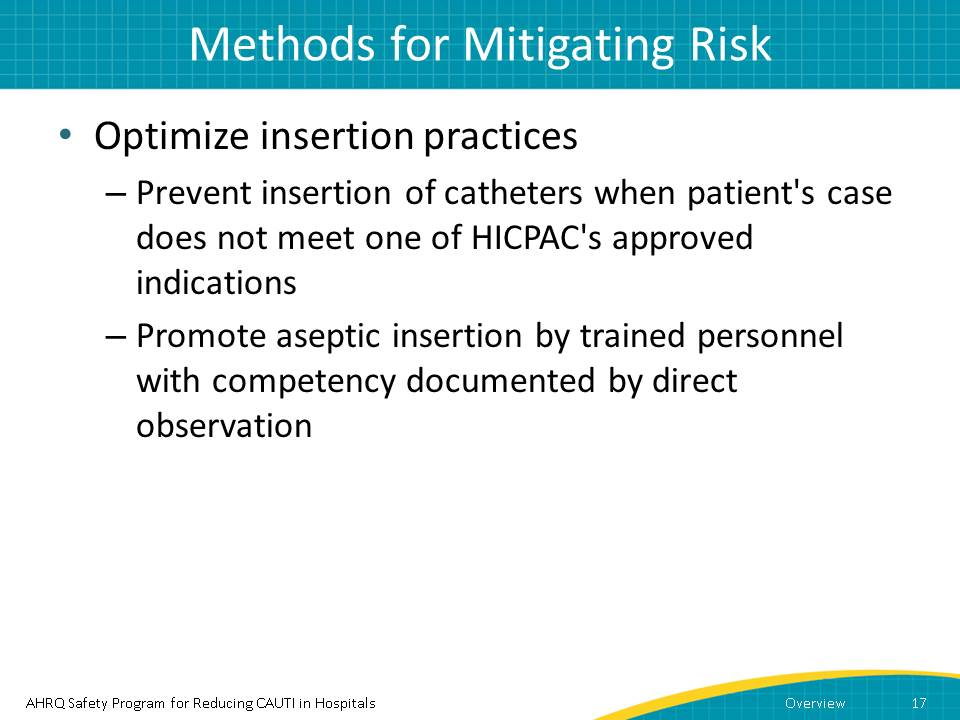 Methods for Mitigating Risk
• Optimize insertion practices
– Prevent insertion of catheters when patient's case
does not meet one of HICPAC's approved
indications
– Promote aseptic insertion by trained personnel
with competency documented by direct
observation
AHRQ Safety Program for Reducing CAUTI in Hospitals Overview 17